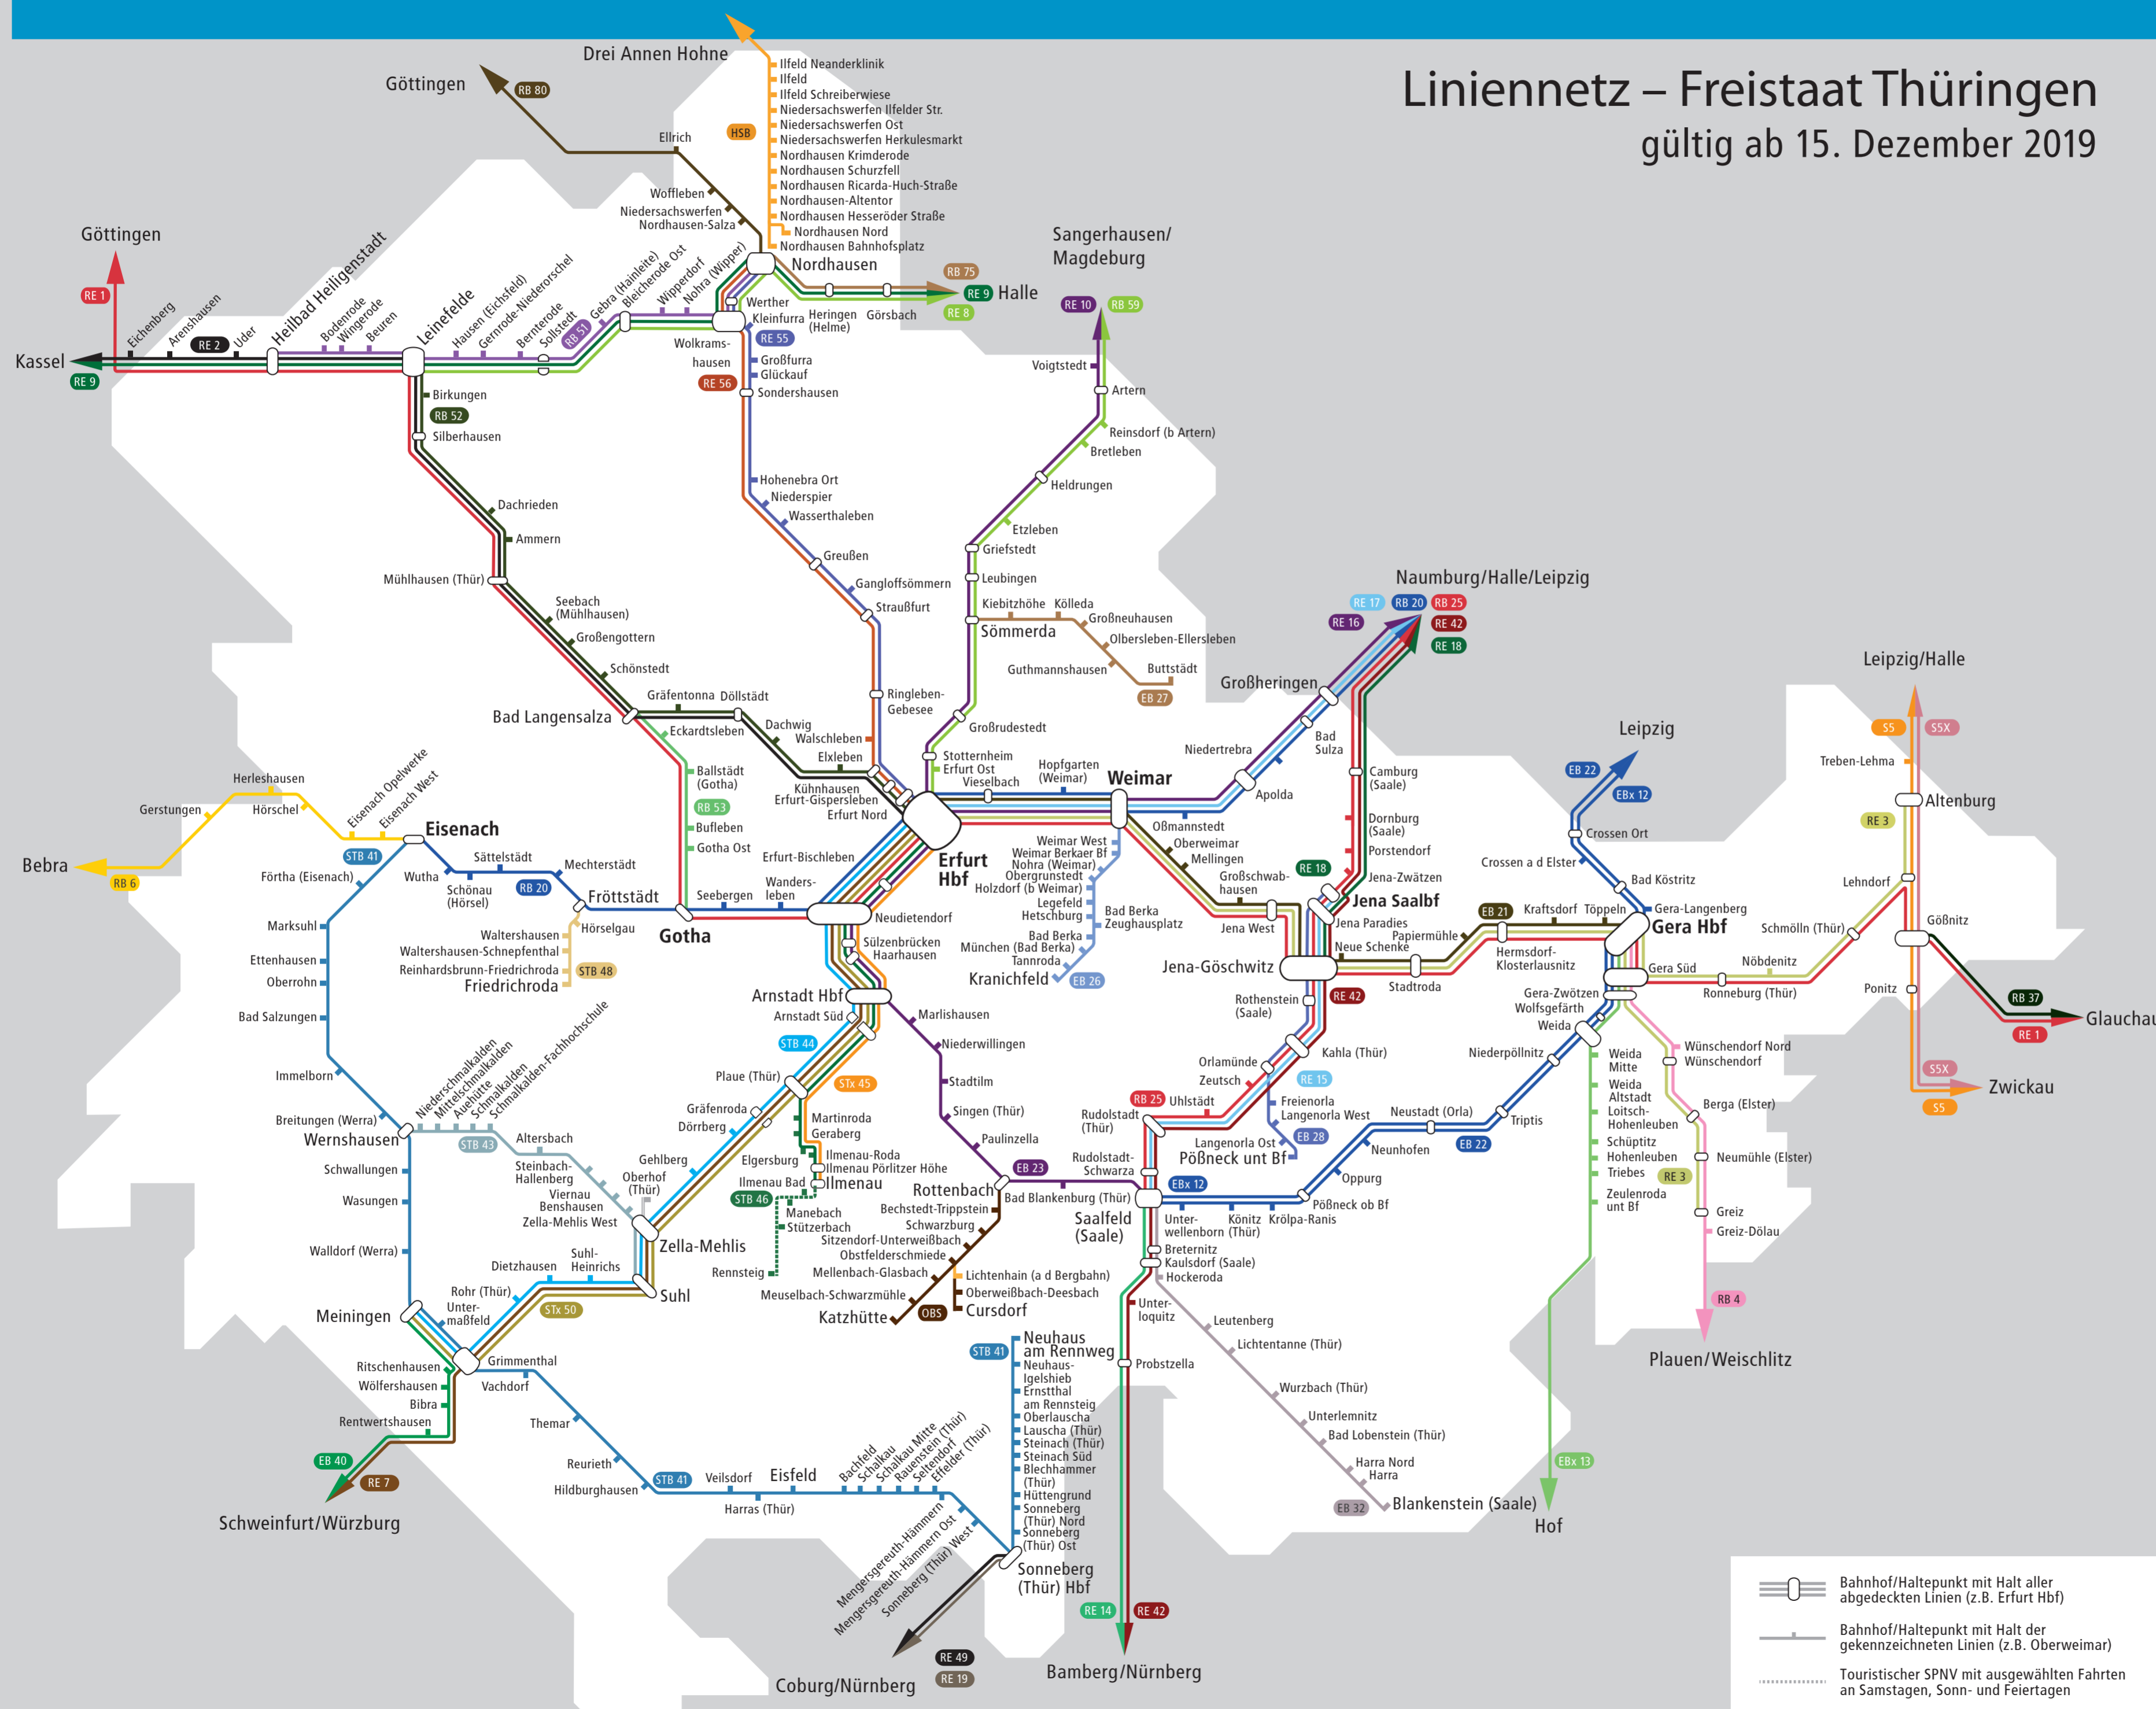 Liniennetz – Freistaat Thüringen
gültig ab 15. Dezember 2019
Drei Annen Hohne
Göttingen
RB 80
Ellrich
Woffleben
Niedersachswerfen
Nordhausen-Salza
HSB
Ilfeld Neanderklinik
Ilfeld
Ilfeld Schreiberwiese
Niedersachswerfen Ilfelder Str.
Niedersachswerfen Ost
Niedersachswerfen Herkulesmarkt
Nordhausen Krimderode
Nordhausen Schurzfell
Nordhausen Ricarda-Huch-Straße
Nordhausen-Altentor
Nordhausen Hesseröder Straße
Nordhausen Nord
Nordhausen Bahnhofsplatz
Nordhausen
RB 75
RE 9
Halle
RE 8
Heringen
(Helme)
Görsbach
Werther
Kleinfurra
RE 55
Wolkrams-
hausen
Großfurra
Glückauf
RE 56
Sondershausen
Hohenebra Ort
Niederspier
Wasserthaleben
Greußen
Gangloffsömmern
Straußfurt
Ringleben-
Gebesee
Göttingen
RE 1
Kassel
RE 9
Eichenberg
Arenshausen
RE 2
Uder
Heilbad Heiligenstadt
Bodenrode
Wingerode
Beuren
Leinefelde
Hausen (Eichsfeld)
Gernrode-Niederorschel
Bernterode
Sollstedt
RB 51
Gebra (Hainleite)
Bleicherode Ost
Wipperdorf
Nohra (Wipper)
Birkungen
RB 52
Silberhausen
Dachrieden
Ammern
Mühlhausen (Thür)
Seebach
(Mühlhausen)
Großengottern
Schönstedt
Bad Langensalza
Gräfentonna
Döllstädt
Eckardtsleben
Dachwig
Walschleben
Elxleben
Kühnhausen
Erfurt-Gispersleben
Erfurt Nord
Ballstädt
(Gotha)
RB 53
Bufleben
Gotha Ost
Sangerhausen/
Magdeburg
RE 10
RB 59
Voigtstedt
Artern
Reinsdorf (b Artern)
Bretleben
Heldrungen
Etzleben
Griefstedt
Leubingen
Kiebitzhöhe
Kölleda
Sömmerda
Großneuhausen
Olbersleben-Ellersleben
Guthmannshausen
Buttstädt
EB 27
Großrudestedt
Stotternheim
Erfurt Ost
Vieselbach
Hopfgarten
(Weimar)
Weimar
Naumburg/Halle/Leipzig
RE 17
RB 20
RB 25
RE 16
RE 42
RE 18
Großheringen
Bad
Sulza
Niedertrebra
Apolda
Oßmannstedt
Camburg
(Saale)
Dornburg
(Saale)
Porstendorf
RE 18
Jena-Zwätzen
Jena Saalbf
Jena Paradies
Oberweimar
Mellingen
Großschwab-
hausen
Jena West
Neue Schenke
Papiermühle
Jena-Göschwitz
Stadtroda
EB 21
Kraftsdorf
Töppeln
Hermsdorf-
Klosterlausnitz
Leipzig
EB 22
EBx 12
Crossen Ort
Crossen a d Elster
Bad Köstritz
Gera-Langenberg
Gera Hbf
Gera Süd
Gera-Zwötzen
Wolfsgefärth
Weida
Leipzig/Halle
S5
S5X
Treben-Lehma
Altenburg
RE 3
Lehndorf
Gößnitz
Schmölln (Thür)
Nöbdenitz
Ronneburg (Thür)
Ponitz
RB 37
Glauchau
RE 1
S5X
Zwickau
S5
Bebra
RB 6
Gerstungen
Herleshausen
Hörschel
Eisenach Opelwerke
Eisenach West
Eisenach
STB 41
Förtha (Eisenach)
Marksuhl
Ettenhausen
Oberrohn
Bad Salzungen
Immelborn
Breitungen (Werra)
Wernshausen
Schwallungen
Wasungen
Walldorf (Werra)
Meiningen
Wutha
Schönau
(Hörsel)
Sättelstädt
RB 20
Mechterstädt
Fröttstädt
Hörselgau
Waltershausen
Waltershausen-Schnepfenthal
Reinhardsbrunn-Friedrichroda
Friedrichroda
STB 48
Gotha
Seebergen
Wanders-
leben
Erfurt-Bischleben
Erfurt
Hbf
Neudietendorf
Sülzenbrücken
Haarhausen
Arnstadt Hbf
Arnstadt Süd
STB 44
Plaue (Thür)
STx 45
Gräfenroda
Dörrberg
Gehlberg
Oberhof
(Thür)
Martinroda
Geraberg
Elgersburg
Ilmenau-Roda
Ilmenau Pörlitzer Höhe
Ilmenau Bad
Ilmenau
STB 46
Manebach
Stützerbach
Rennsteig
Niederschmalkalden
Mittelschmalkalden
Auehütte
Schmalkalden
Schmalkalden-Fachhochschule
STB 43
Altersbach
Steinbach-
Hallenberg
Viernau
Benshausen
Zella-Mehlis West
Zella-Mehlis
Suhl
Suhl-
Heinrichs
Dietzhausen
STx 50
Rohr (Thür)
Unter-
maßfeld
Grimmenthal
Ritschenhausen
Wölfershausen
Bibra
Rentwertshausen
EB 40
RE 7
Schweinfurt/Würzburg
Vachdorf
Themar
Reurieth
Hildburghausen
STB 41
Veilsdorf
Harras (Thür)
Eisfeld
Bachfeld
Schalkau
Schalkau Mitte
Rauenstein (Thür)
Seltendorf
Effelder (Thür)
Mengersgereuth-Hämmern
Mengersgereuth-Hämmern Ost
Sonneberg (Thür) West
Sonneberg
(Thür) Hbf
RE 49
RE 19
Coburg/Nürnberg
STB 41
Neuhaus
am Rennweg
Neuhaus-
Igelshieb
Ernstthal
am Rennsteig
Oberlauscha
Lauscha (Thür)
Steinach (Thür)
Steinach Süd
Blechhammer
(Thür)
Hüttengrund
Sonneberg
(Thür) Nord
Sonneberg
(Thür) Ost
Weimar West
Weimar Berkaer Bf
Nohra (Weimar)
Obergrunstedt
Holzdorf (b Weimar)
Legefeld
Hetschburg
Bad Berka
Zeughausplatz
Bad Berka
München (Bad Berka)
Tannroda
Kranichfeld
EB 26
Marlishausen
Niederwillingen
Stadtilm
Singen (Thür)
Paulinzella
Rottenbach
EB 23
Bad Blankenburg (Thür)
Bechstedt-Trippstein
Schwarzburg
Sitzendorf-Unterweißbach
Obstfelderschmiede
Mellenbach-Glasbach
Meuselbach-Schwarzmühle
Katzhütte
OBS
Lichtenhain (a d Bergbahn)
Oberweißbach-Deesbach
Cursdorf
Rothenstein
(Saale)
RE 42
Kahla (Thür)
Orlamünde
Zeutsch
RE 15
RB 25
Uhlstädt
Rudolstadt
(Thür)
Rudolstadt-
Schwarza
Saalfeld
(Saale)
Freienorla
Langenorla West
Langenorla Ost
EB 28
Pößneck unt Bf
EBx 12
Unter-
wellenborn
Könitz
(Thür)
Krölpa-Ranis
Pößneck ob Bf
Oppurg
Neunhofen
Neustadt (Orla)
EB 22
Triptis
Niederpöllnitz
Breternitz
Kaulsdorf (Saale)
Hockeroda
Unter-
loquitz
Probstzella
RE 14
RE 42
Bamberg/Nürnberg
Leutenberg
Lichtentanne (Thür)
Wurzbach (Thür)
Unterlemnitz
Bad Lobenstein (Thür)
Harra Nord
Harra
EB 32
Blankenstein (Saale)
Weida
Mitte
Weida
Altstadt
Loitsch-
Hohenleuben
Schüptitz
Hohenleuben
Triebes
Zeulenroda
unt Bf
EBx 13
Hof
Wünschendorf Nord
Wünschendorf
Berga (Elster)
Neumühle (Elster)
RE 3
Greiz
Greiz-Dölau
RB 4
Plauen/Weischlitz
Bahnhof/Haltepunkt mit Halt aller
abgedeckten Linien (z.B. Erfurt Hbf)
Bahnhof/Haltepunkt mit Halt der
gekennzeichneten Linien (z.B. Oberweimar)
Touristischer SPNV mit ausgewählten Fahrten
an Samstagen, Sonn- und Feiertagen